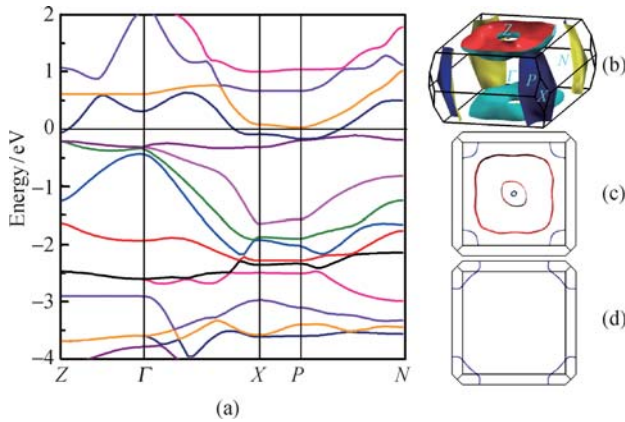 2
1
0
−1
−2
−3
−4
Energy/eV
Z
Γ
X
P
N
(a)
Z
Γ
P
X
N
(b)
(c)
(d)